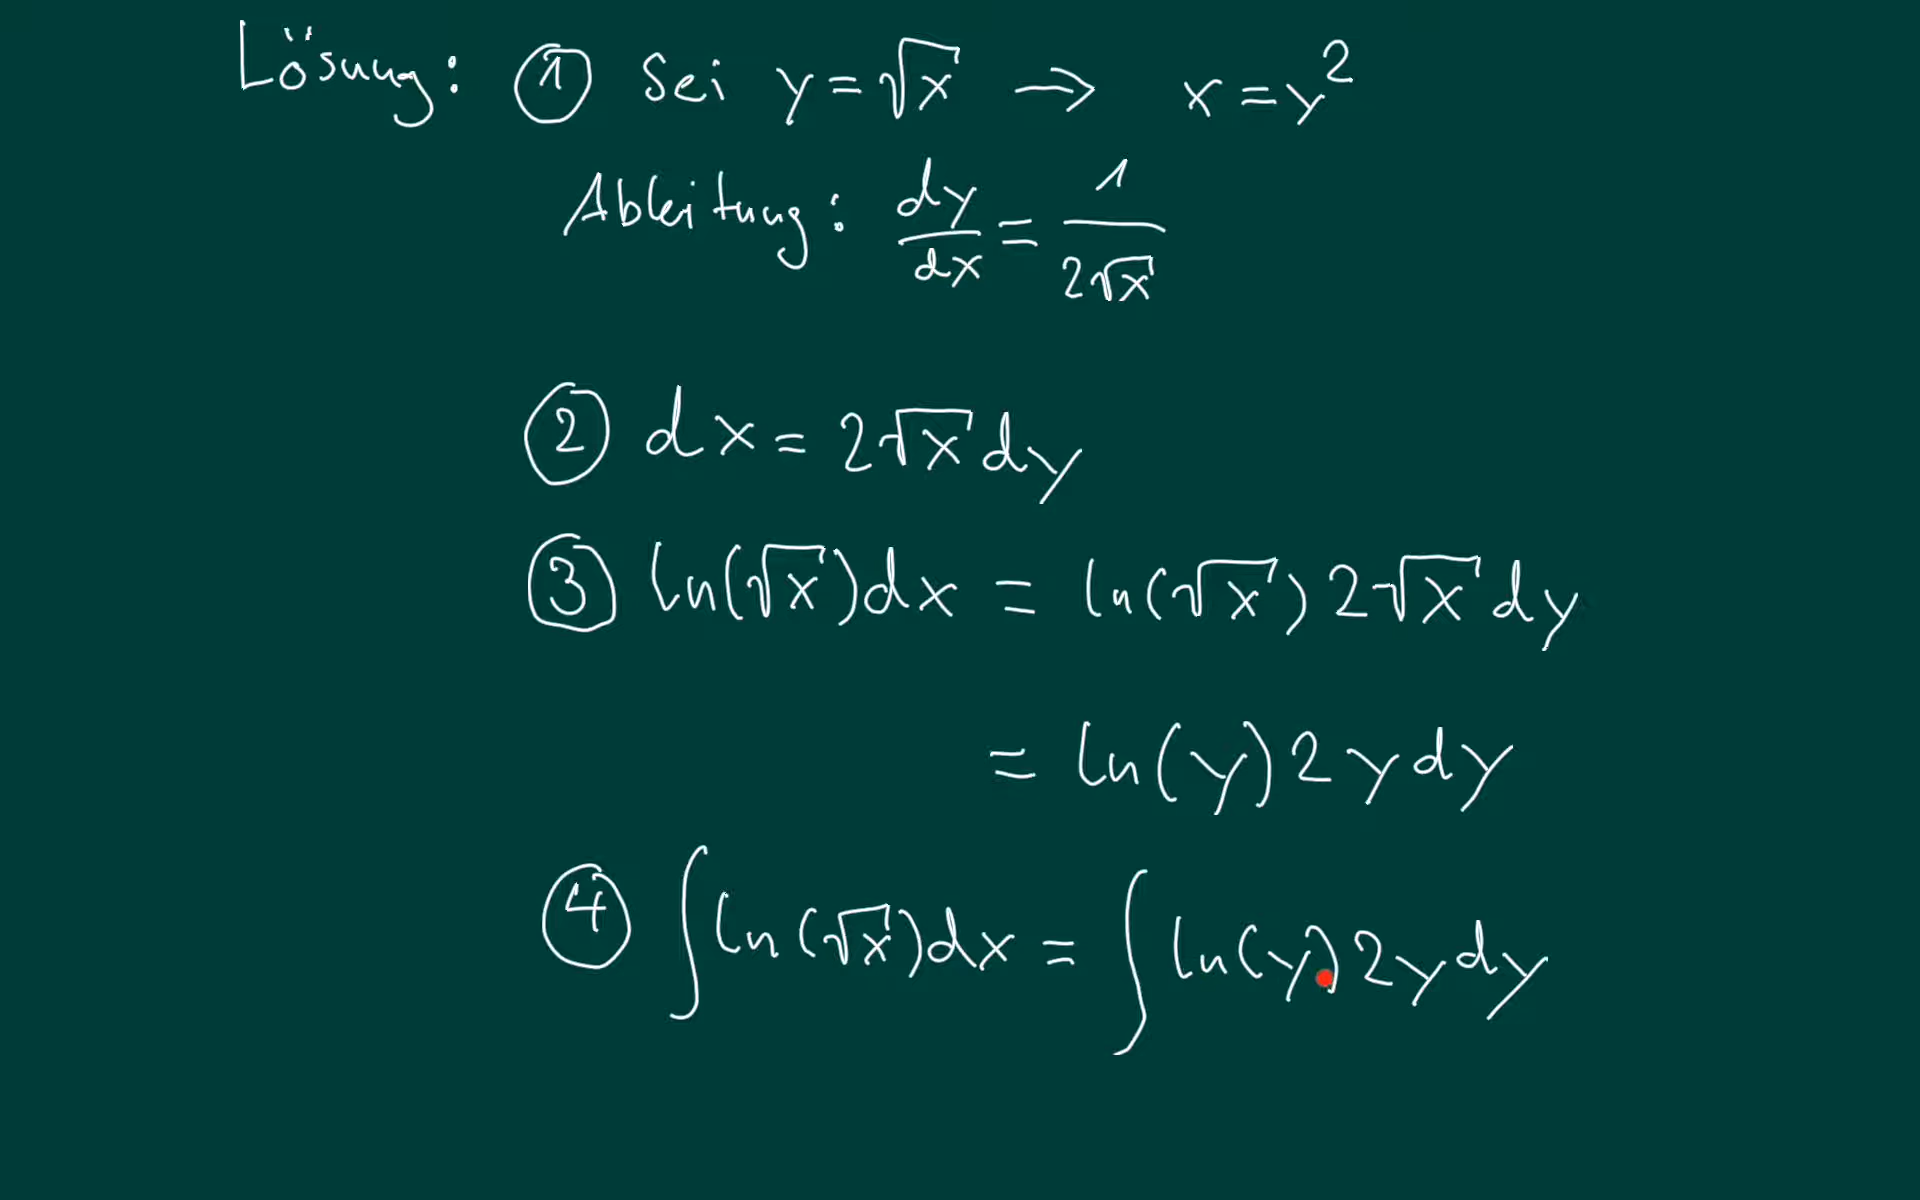 Lösung: ① Sei y = √x → x = y²
Ableitung: dy/dx = 1/(2√x)
② dx = 2√x dy
③ ln(√x)dx = ln(√x) 2√x dy
= ln(y) 2y dy
④ ∫ ln(√x)dx = ∫ ln(y) 2y dy